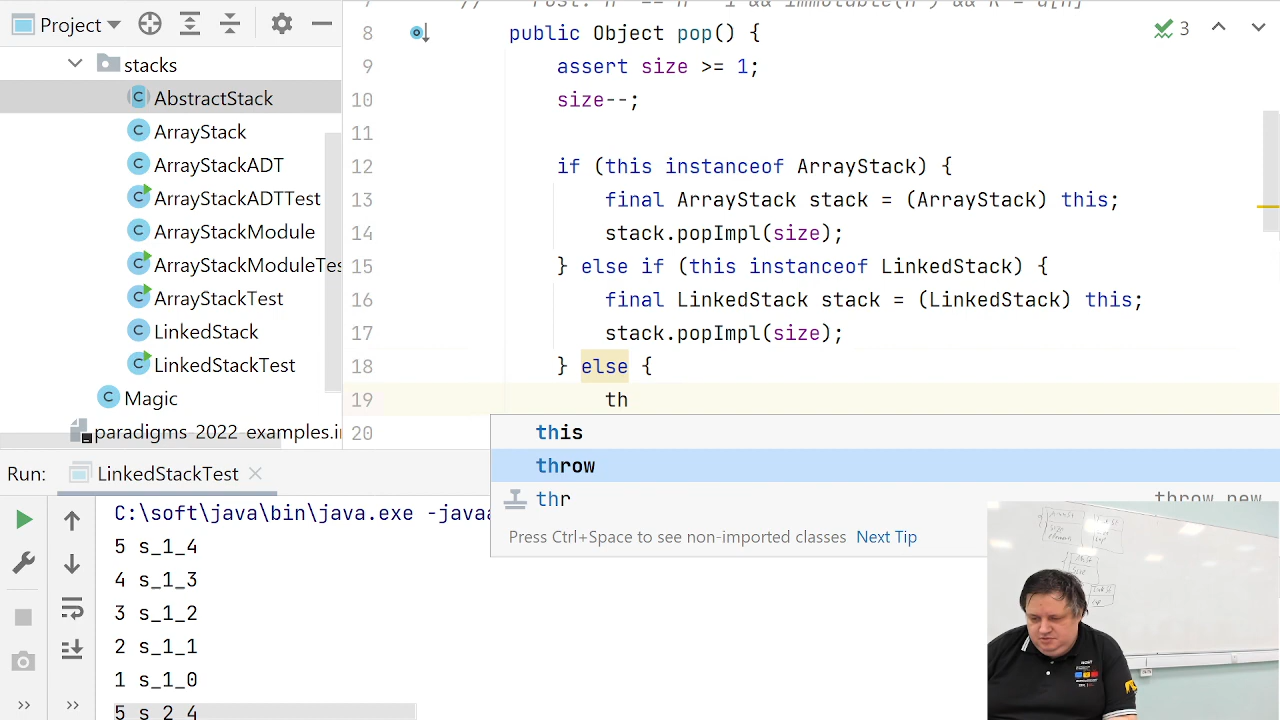 Project
stacks
AbstractStack
ArrayStack
ArrayStackADT
ArrayStackADTTest
ArrayStackModule
ArrayStackModuleTes
ArrayStackTest
LinkedStack
LinkedStackTest
Magic
paradigms-2022 examples.i
8 public Object pop() {
9 assert size >= 1;
10 size--;
11
12 if (this instanceof ArrayStack) {
13 final ArrayStack stack = (ArrayStack) this;
14 stack.popImpl(size);
15 } else if (this instanceof LinkedStack) {
16 final LinkedStack stack = (LinkedStack) this;
17 stack.popImpl(size);
18 } else {
19 th
20
3
this
throw
thr throw new
Press Ctrl+Space to see non-imported classes Next Tip
Run: LinkedStackTest
C:\soft\java\bin\java.exe -java
5 s_1_4
4 s_1_3
3 s_1_2
2 s_1_1
1 s_1_0
5 s_2_4